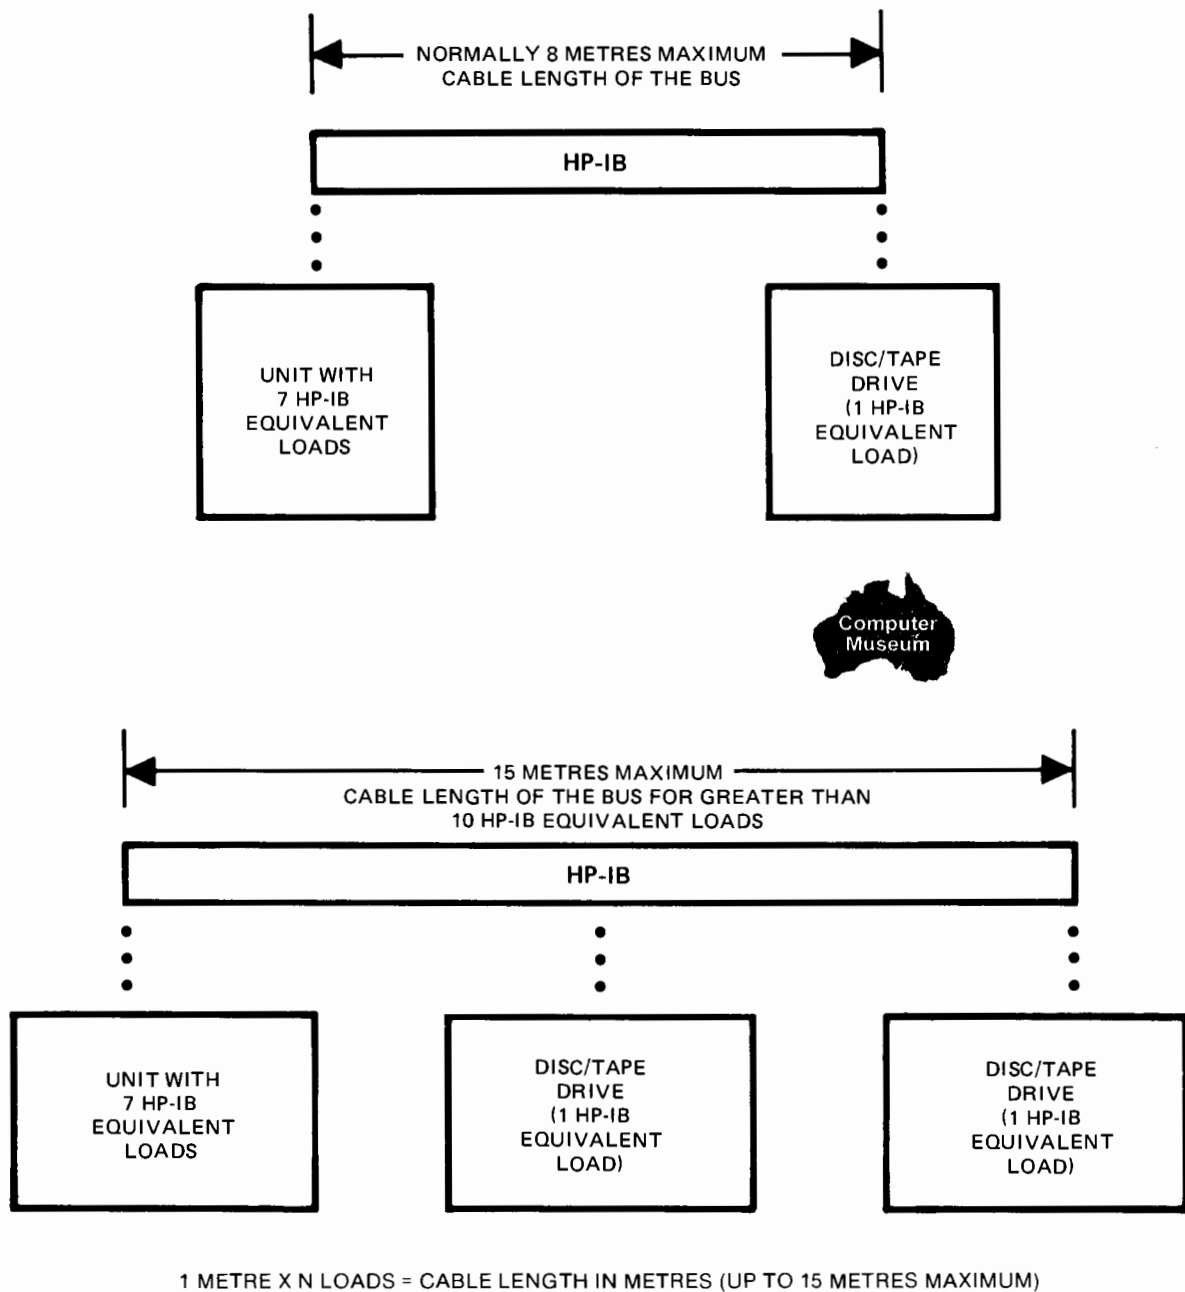 NORMALLY 8 METRES MAXIMUM
CABLE LENGTH OF THE BUS
HP-IB
UNIT WITH
7 HP-IB
EQUIVALENT
LOADS
DISC/TAPE
DRIVE
(1 HP-IB
EQUIVALENT
LOAD)
Computer
Museum
15 METRES MAXIMUM
CABLE LENGTH OF THE BUS FOR GREATER THAN
10 HP-IB EQUIVALENT LOADS
HP-IB
UNIT WITH
7 HP-IB
EQUIVALENT
LOADS
DISC/TAPE
DRIVE
(1 HP-IB
EQUIVALENT
LOAD)
DISC/TAPE
DRIVE
(1 HP-IB
EQUIVALENT
LOAD)
1 METRE X N LOADS = CABLE LENGTH IN METRES (UP TO 15 METRES MAXIMUM)